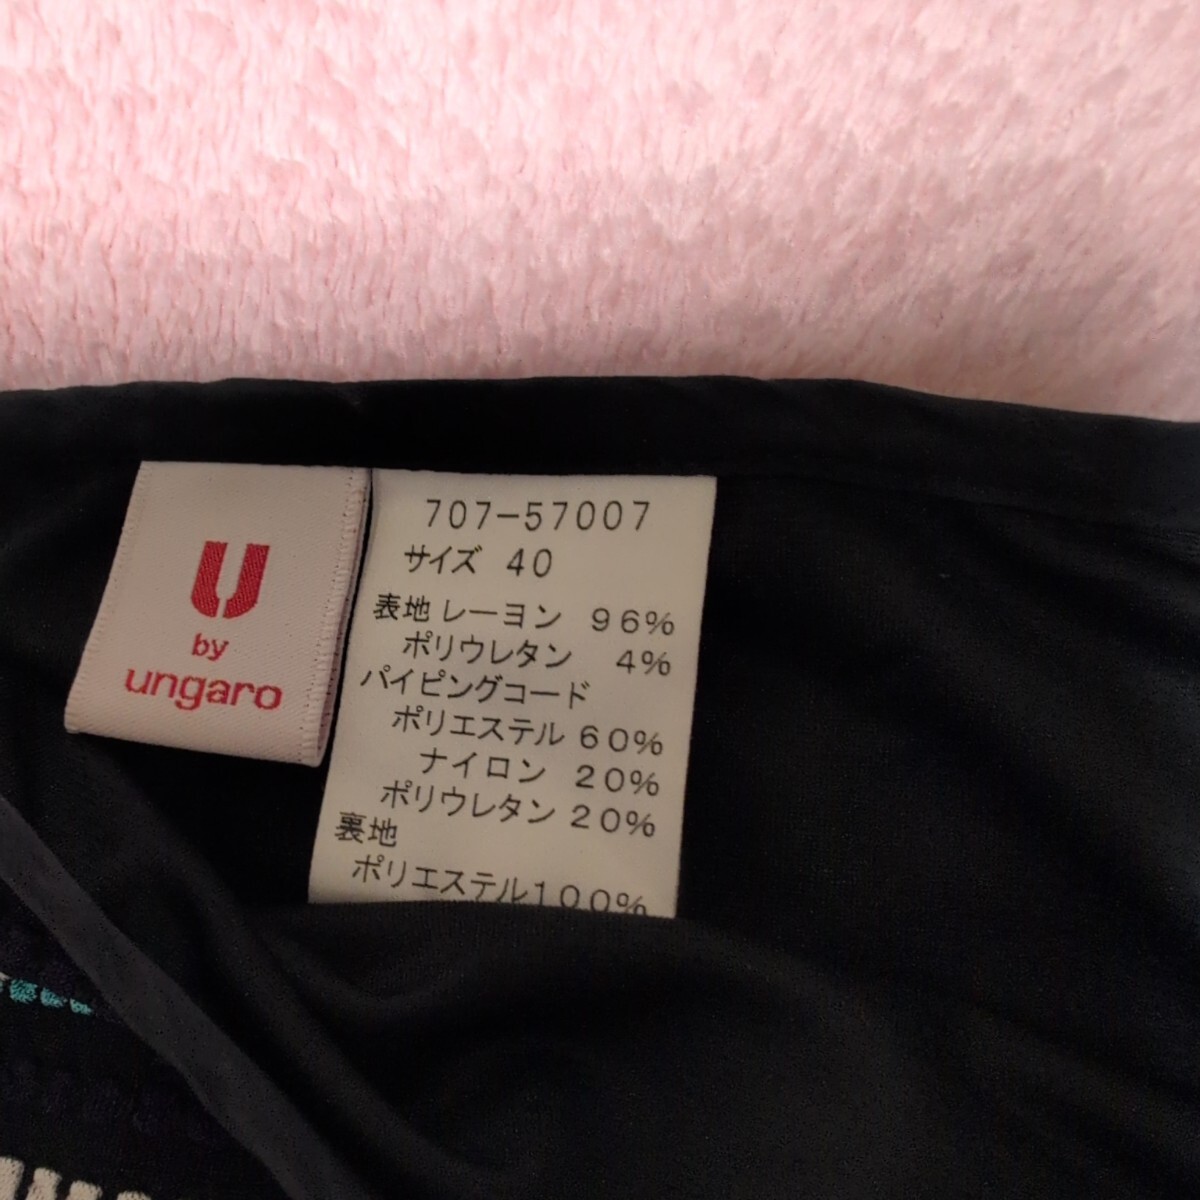 U
by
ungaro
707-57007
サイズ 40
表地 レーヨン 96%
ポリウレタン 4%
パイピングコード
ポリエステル 60%
ナイロン 20%
ポリウレタン 20%
裏地
ポリエステル100%